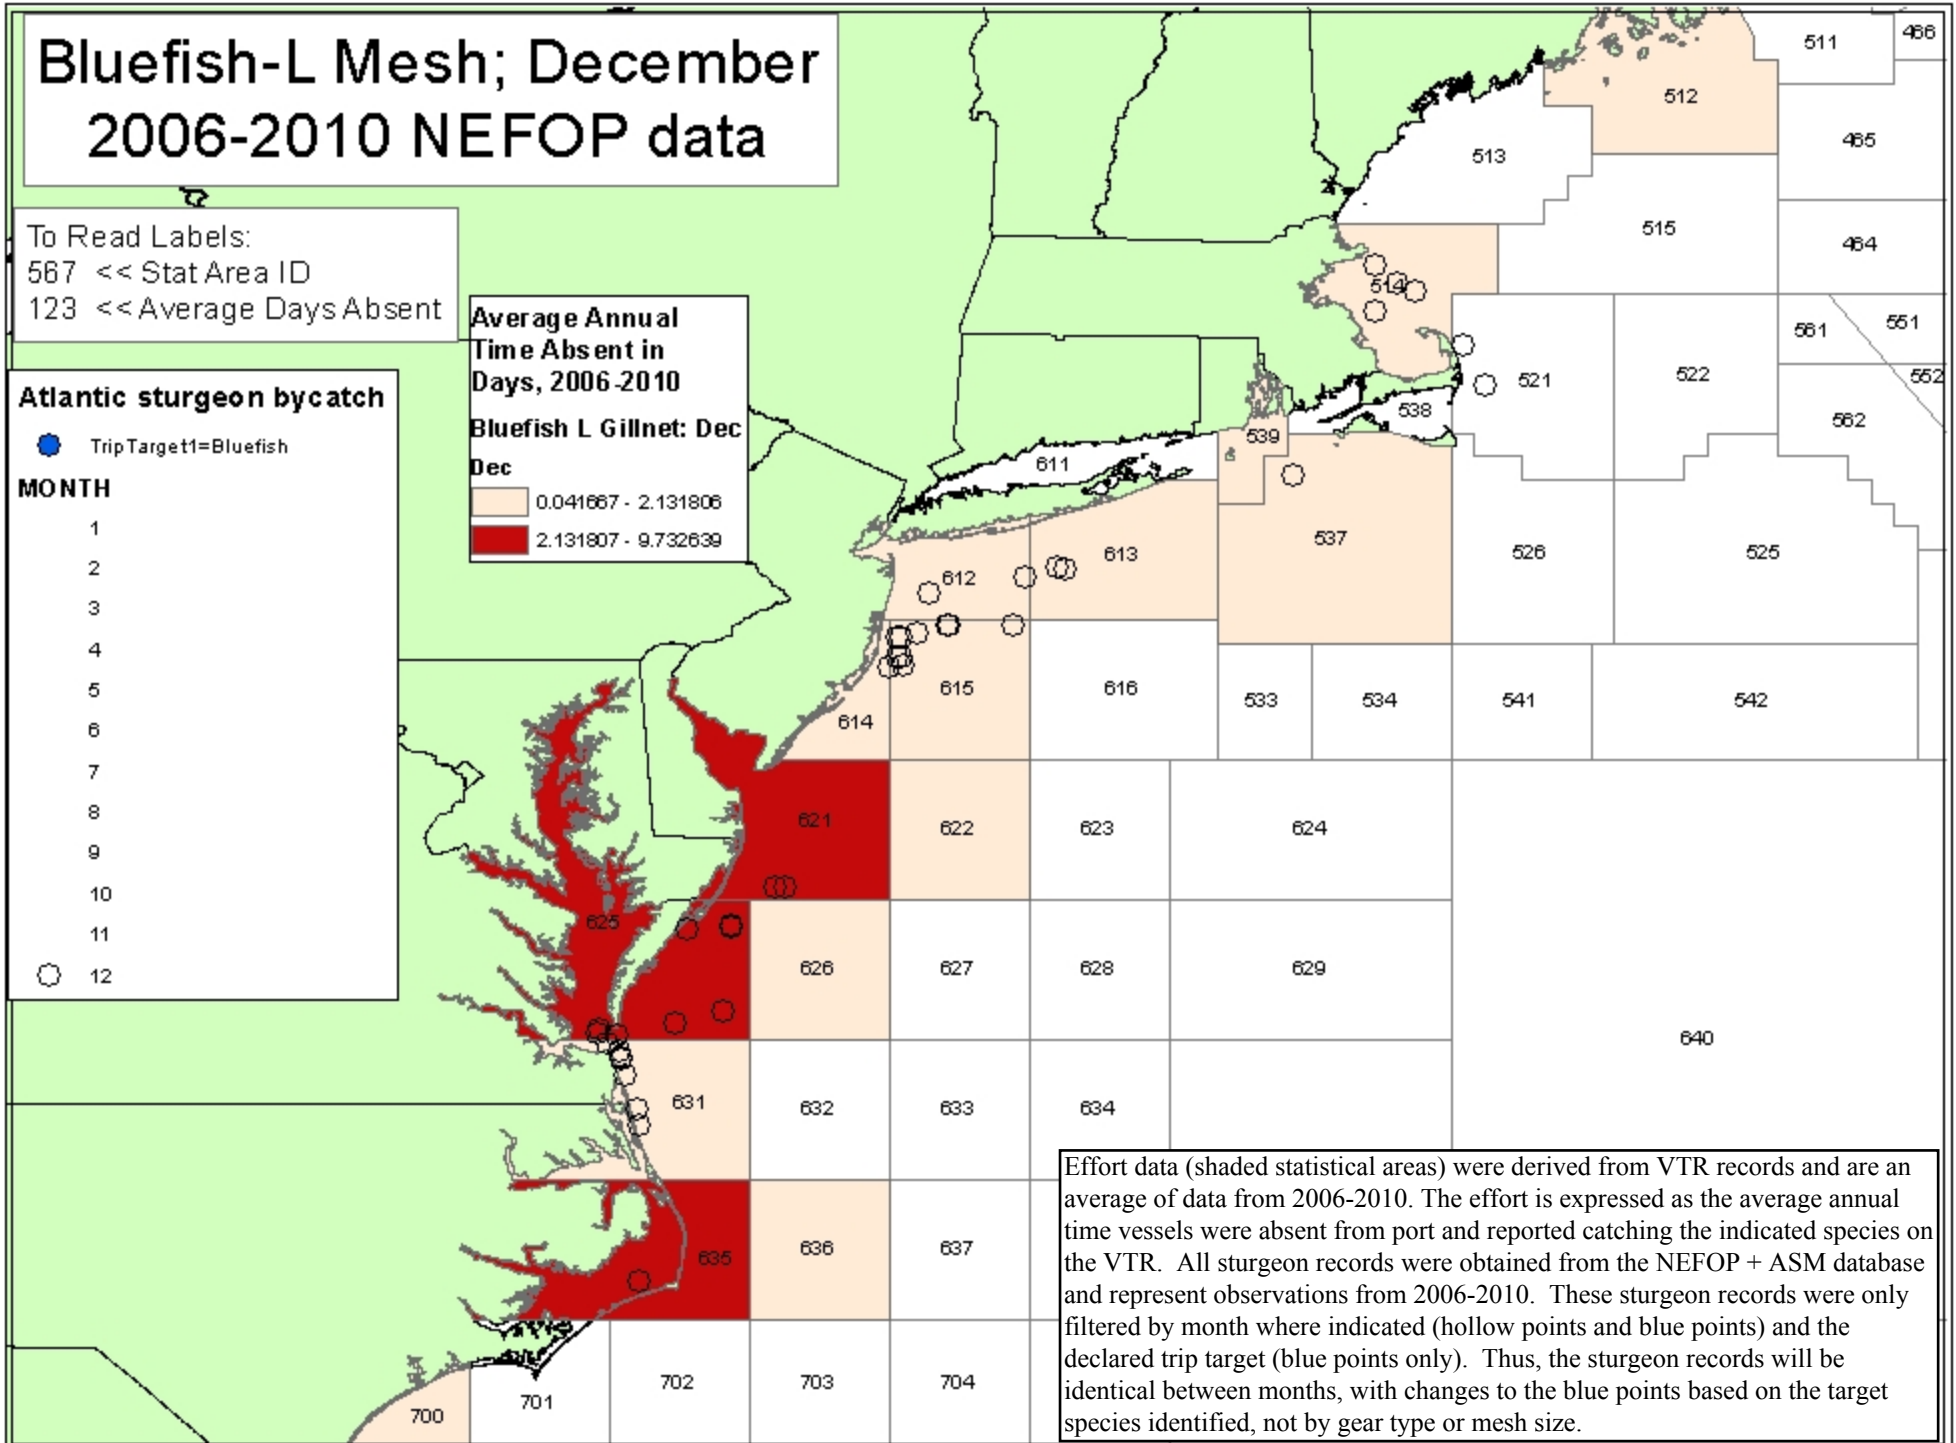 Bluefish-L Mesh; December
2006-2010 NEFOP data
To Read Labels:
567 << Stat Area ID
123 << Average Days Absent
Average Annual
Time Absent in
Days, 2006-2010
Bluefish L Gillnet: Dec
Dec
0.041667 - 2.131806
2.131807 - 9.732639
Atlantic sturgeon bycatch
TripTarget1=Bluefish
MONTH
1
2
3
4
5
6
7
8
9
10
11
12
511
466
512
465
513
515
464
514
561
551
521
522
552
538
562
539
611
537
526
525
613
612
615
616
533
534
541
542
614
621
622
623
624
625
626
627
628
629
640
631
632
633
634
635
636
637
700
701
702
703
704
Effort data (shaded statistical areas) were derived from VTR records and are an
average of data from 2006-2010. The effort is expressed as the average annual
time vessels were absent from port and reported catching the indicated species on
the VTR. All sturgeon records were obtained from the NEFOP + ASM database
and represent observations from 2006-2010. These sturgeon records were only
filtered by month where indicated (hollow points and blue points) and the
declared trip target (blue points only). Thus, the sturgeon records will be
identical between months, with changes to the blue points based on the target
species identified, not by gear type or mesh size.